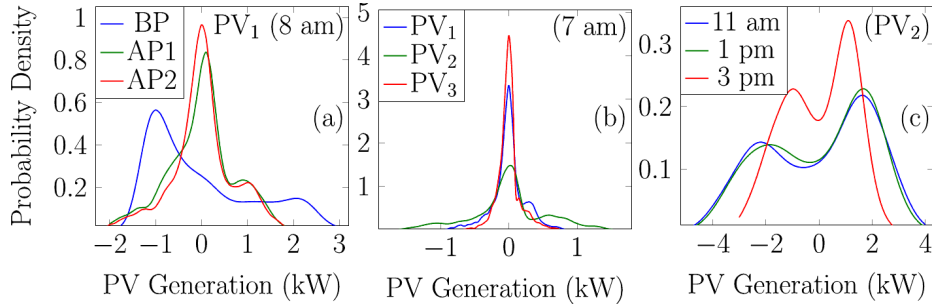 Probability Density
1
0.8
0.6
0.4
0.2
BP
AP1
AP2
PV₁ (8 am)
(a)
−2 −1 0 1 2 3
PV Generation (kW)
5
4
3
2
1
PV₁
PV₂
PV₃
(7 am)
(b)
−1 0 1
PV Generation (kW)
0.3
0.2
0.1
11 am
1 pm
3 pm
(PV₂)
(c)
−4 −2 0 2 4
PV Generation (kW)